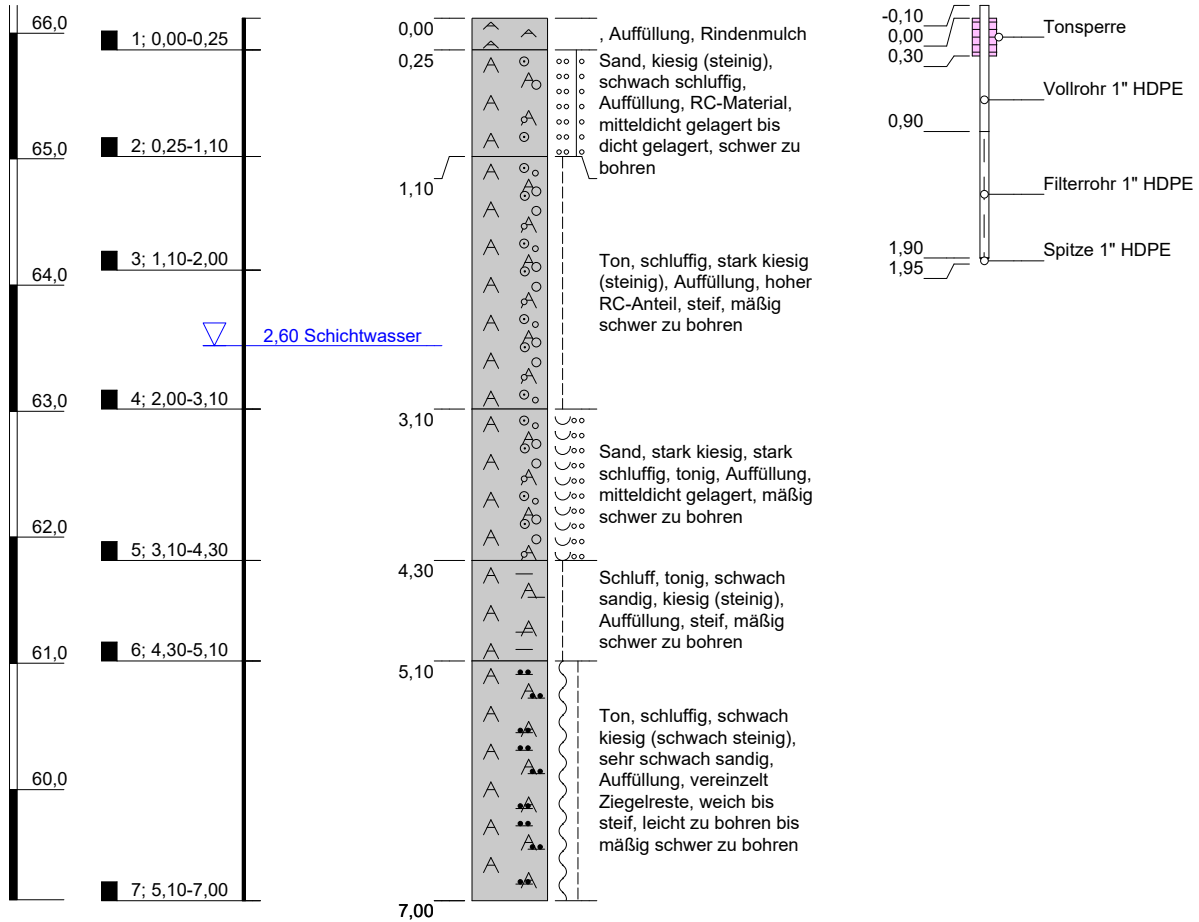 66,0
65,0
64,0
63,0
62,0
61,0
60,0
1; 0,00-0,25
2; 0,25-1,10
3; 1,10-2,00
2,60 Schichtwasser
4; 2,00-3,10
5; 3,10-4,30
6; 4,30-5,10
7; 5,10-7,00
0,00
0,25
1,10
3,10
4,30
5,10
7,00
, Auffüllung, Rindenmulch
Sand, kiesig (steinig),
schwach schluffig,
Auffüllung, RC-Material,
mitteldicht gelagert bis
dicht gelagert, schwer zu
bohren
Ton, schluffig, stark kiesig
(steinig), Auffüllung, hoher
RC-Anteil, steif, mäßig
schwer zu bohren
Sand, stark kiesig, stark
schluffig, tonig, Auffüllung,
mitteldicht gelagert, mäßig
schwer zu bohren
Schluff, tonig, schwach
sandig, kiesig (steinig),
Auffüllung, steif, mäßig
schwer zu bohren
Ton, schluffig, schwach
kiesig (schwach steinig),
sehr schwach sandig,
Auffüllung, vereinzelt
Ziegelreste, weich bis
steif, leicht zu bohren bis
mäßig schwer zu bohren
-0,10
0,00
0,30
0,90
1,90
1,95
Tonsperre
Vollrohr 1" HDPE
Filterrohr 1" HDPE
Spitze 1" HDPE